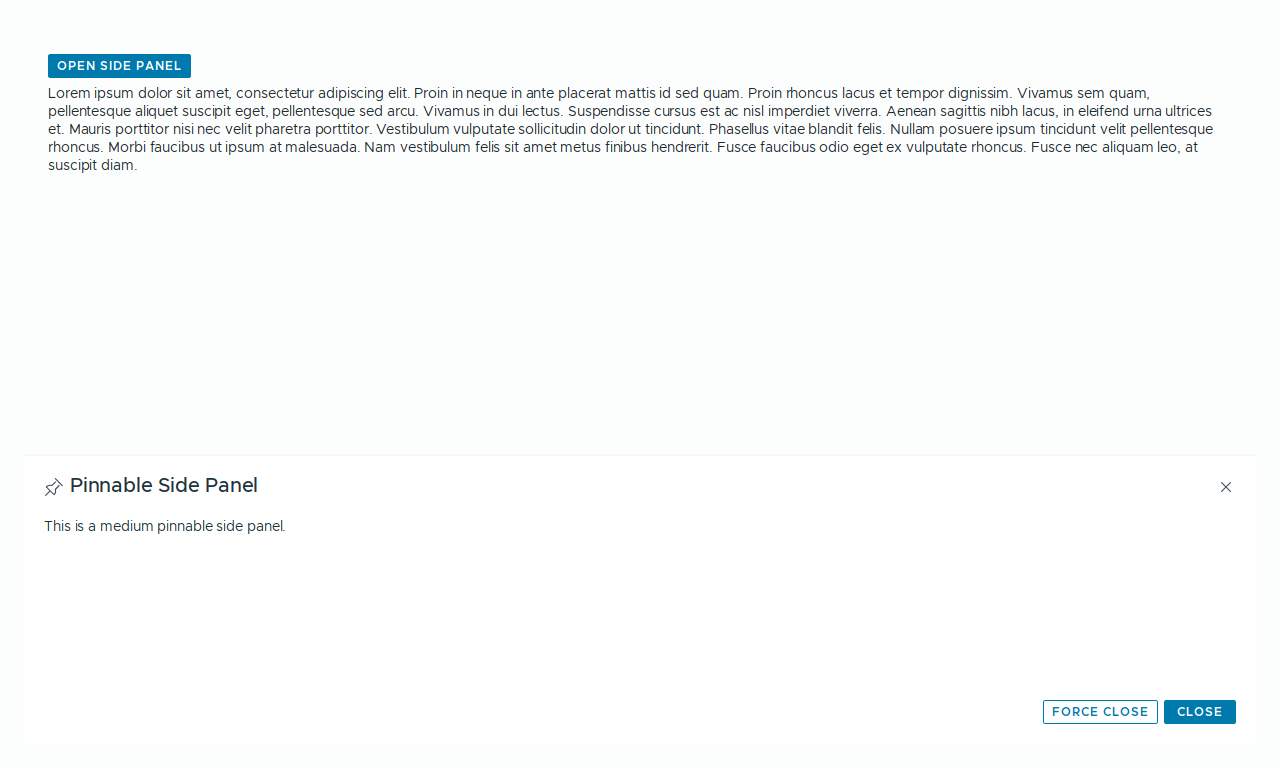 OPEN SIDE PANEL
Lorem ipsum dolor sit amet, consectetur adipiscing elit. Proin in neque in ante placerat mattis id sed quam. Proin rhoncus lacus et tempor dignissim. Vivamus sem quam,
pellentesque aliquet suscipit eget, pellentesque sed arcu. Vivamus in dui lectus. Suspendisse cursus est ac nisl imperdiet viverra. Aenean sagittis nibh lacus, in eleifend urna ultrices
et. Mauris porttitor nisi nec velit pharetra porttitor. Vestibulum vulputate sollicitudin dolor ut tincidunt. Phasellus vitae blandit felis. Nullam posuere ipsum tincidunt velit pellentesque
rhoncus. Morbi faucibus ut ipsum at malesuada. Nam vestibulum felis sit amet metus finibus hendrerit. Fusce faucibus odio eget ex vulputate rhoncus. Fusce nec aliquam leo, at
suscipit diam.
Pinnable Side Panel
This is a medium pinnable side panel.
FORCE CLOSE
CLOSE